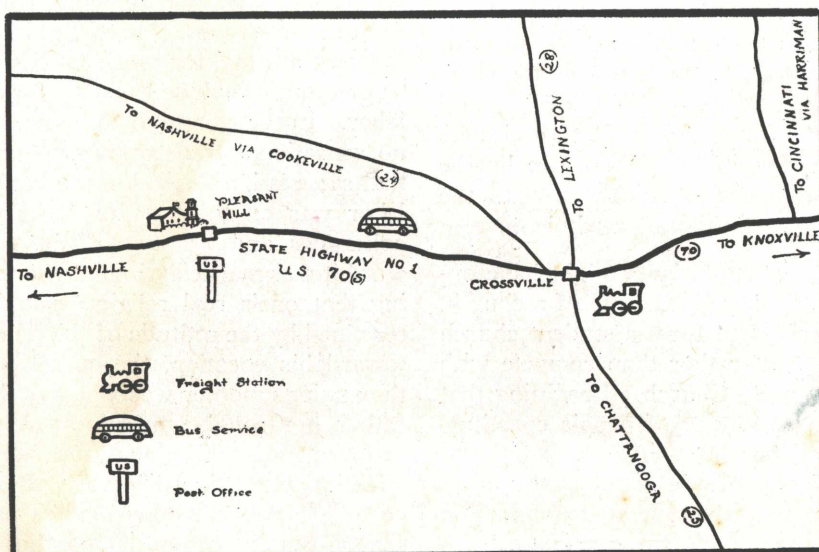 (28)
TO LEXINGTON
TO CINCINNATI
VIA HARRIMAN
TO NASHVILLE VIA COOKEVILLE
(24)
PLEASANT
HILL
STATE HIGHWAY NO 1
US 70(S)
TO NASHVILLE
US
CROSSVILLE
(70)
TO KNOXVILLE
TO CHATTANOOGA
(25)
Freight Station
Bus Service
US
Post Office